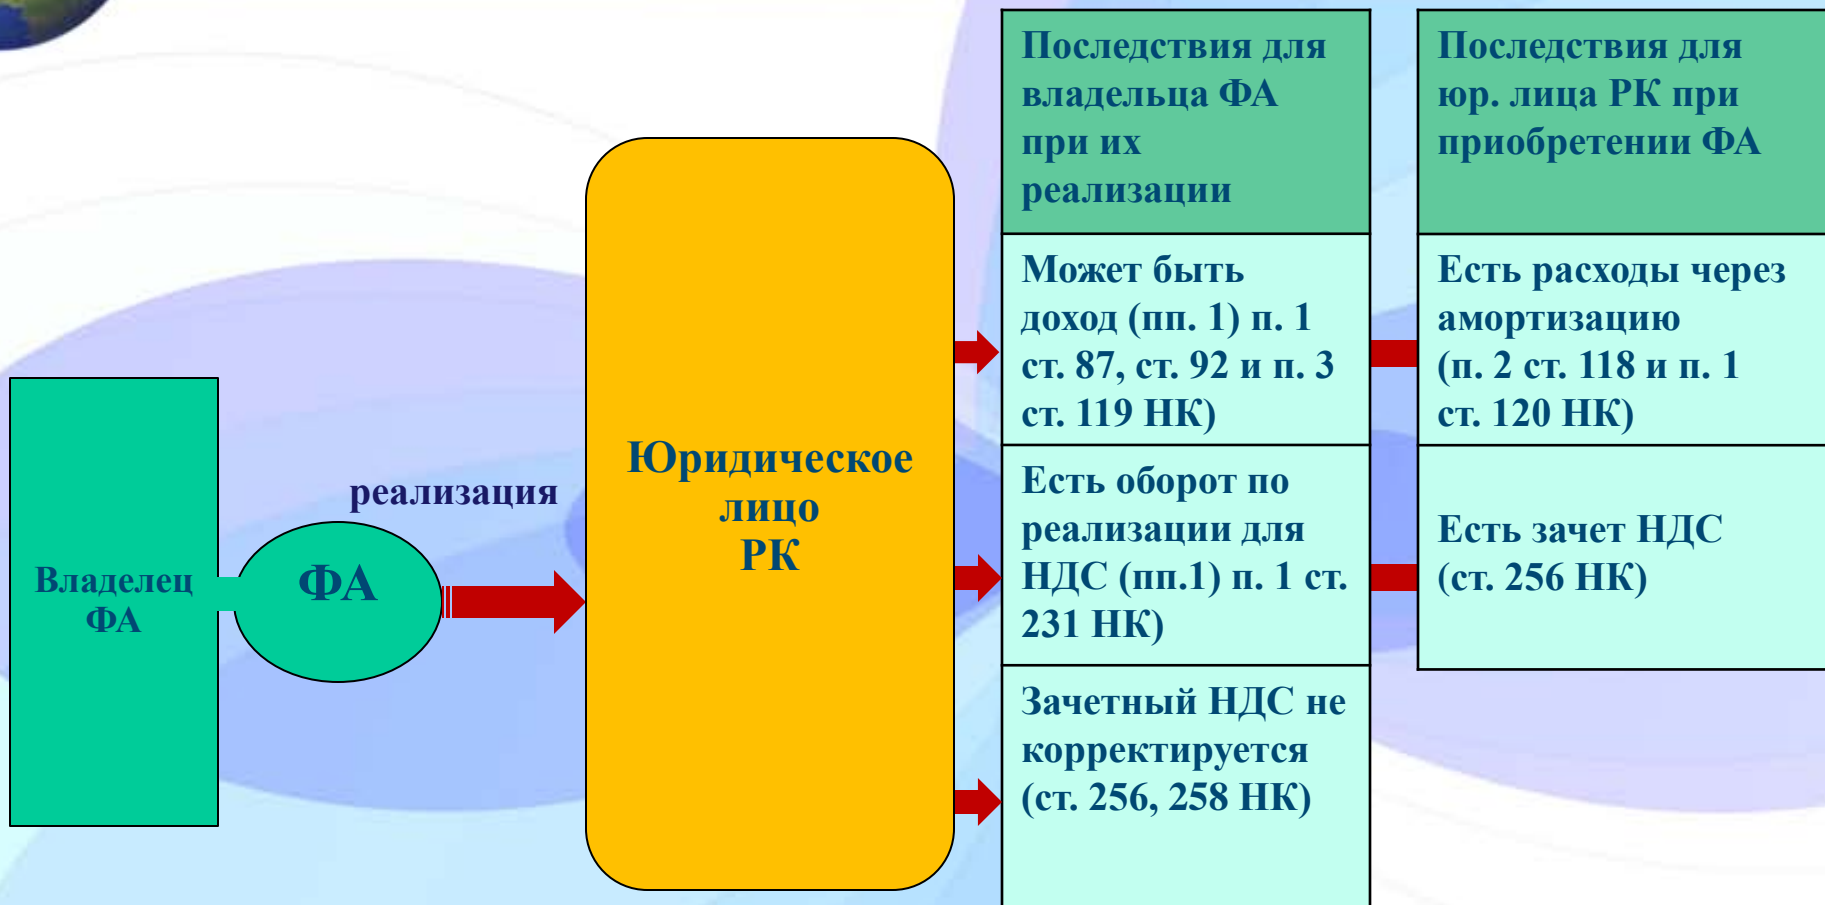 Владелец
ФА
ФА
реализация
Юридическое
лицо
РК
Последствия для
владельца ФА
при их
реализации
Может быть
доход (пп. 1) п. 1
ст. 87, ст. 92 и п. 3
ст. 119 НК)
Есть оборот по
реализации для
НДС (пп.1) п. 1 ст.
231 НК)
Зачетный НДС не
корректируется
(ст. 256, 258 НК)
Последствия для
юр. лица РК при
приобретении ФА
Есть расходы через
амортизацию
(п. 2 ст. 118 и п. 1
ст. 120 НК)
Есть зачет НДС
(ст. 256 НК)